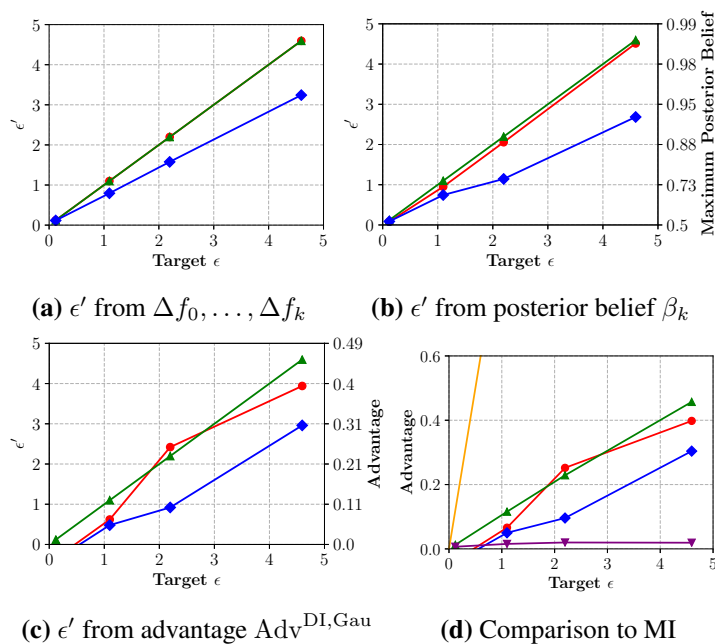 5
4
3
2
1
0
ϵ′
0 1 2 3 4 5
Target ϵ
5
4
3
2
1
0
ϵ′
0 1 2 3 4 5
Target ϵ
0.99
0.98
0.95
0.88
0.73
0.5
Maximum Posterior Belief
(a) ϵ′ from Δf₀, . . . , Δfₖ
(b) ϵ′ from posterior belief βₖ
5
4
3
2
1
0
ϵ′
0 1 2 3 4 5
Target ϵ
0.49
0.4
0.31
0.21
0.11
0.0
Advantage
0.6
0.4
0.2
0.0
Advantage
0 1 2 3 4 5
Target ϵ
(c) ϵ′ from advantage Adv^DI,Gau
(d) Comparison to MI